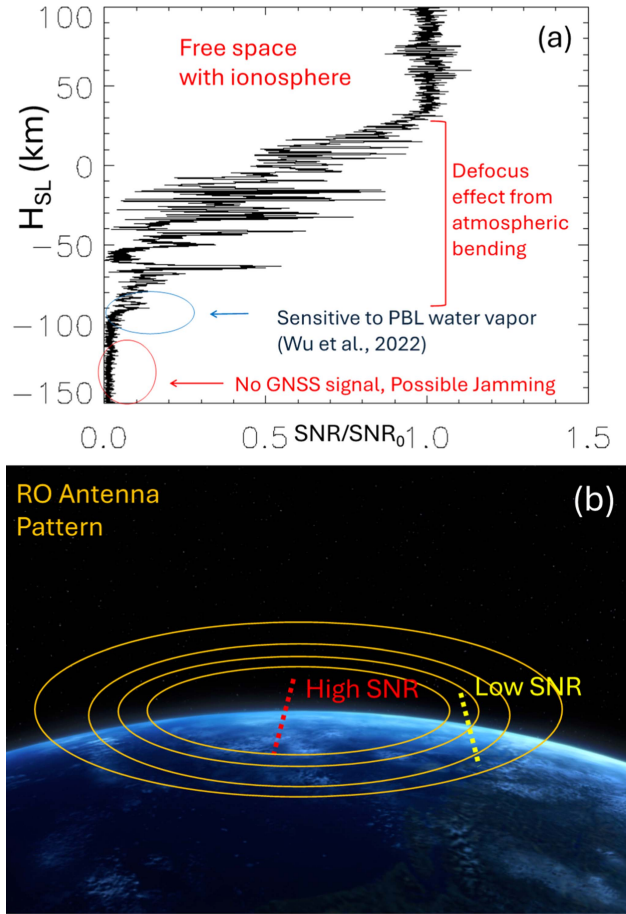 100
(a)
Free space
with ionosphere
50
H_SL (km)
0
Defocus
effect from
atmospheric
bending
−50
Sensitive to PBL water vapor
(Wu et al., 2022)
−100
No GNSS signal, Possible Jamming
−150
0.0 0.5 SNR/SNR₀ 1.0 1.5
RO Antenna
Pattern
(b)
High SNR
Low SNR